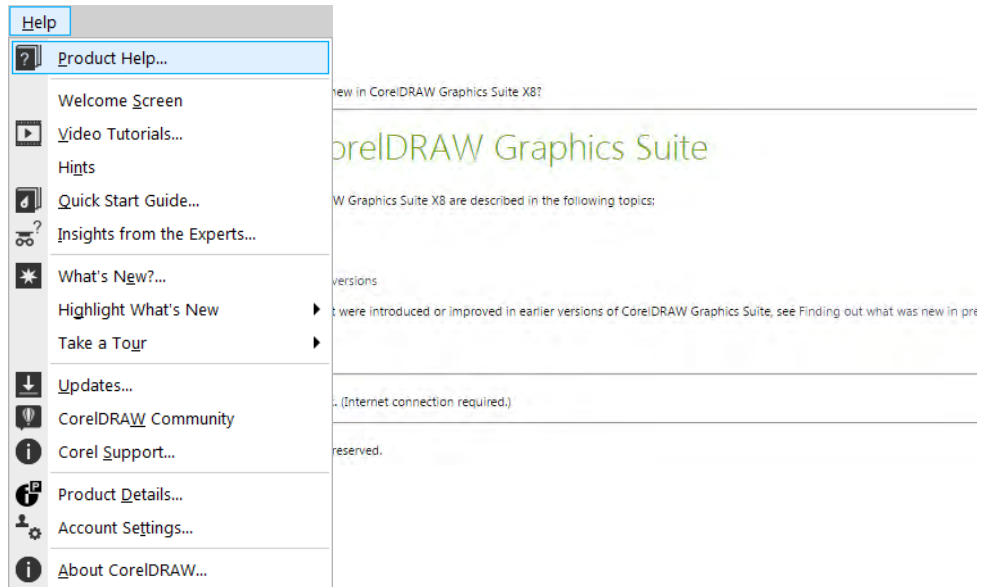 Help
Product Help...
Welcome Screen
Video Tutorials...
Hints
Quick Start Guide...
Insights from the Experts...
What's New?...
Highlight What's New
Take a Tour
Updates...
CorelDRAW Community
Corel Support...
Product Details...
Account Settings...
About CorelDRAW...
new in CorelDRAW Graphics Suite X8?
orelDRAW Graphics Suite
W Graphics Suite X8 are described in the following topics:
versions
t were introduced or improved in earlier versions of CorelDRAW Graphics Suite, see Finding out what was new in pre
. (Internet connection required.)
reserved.